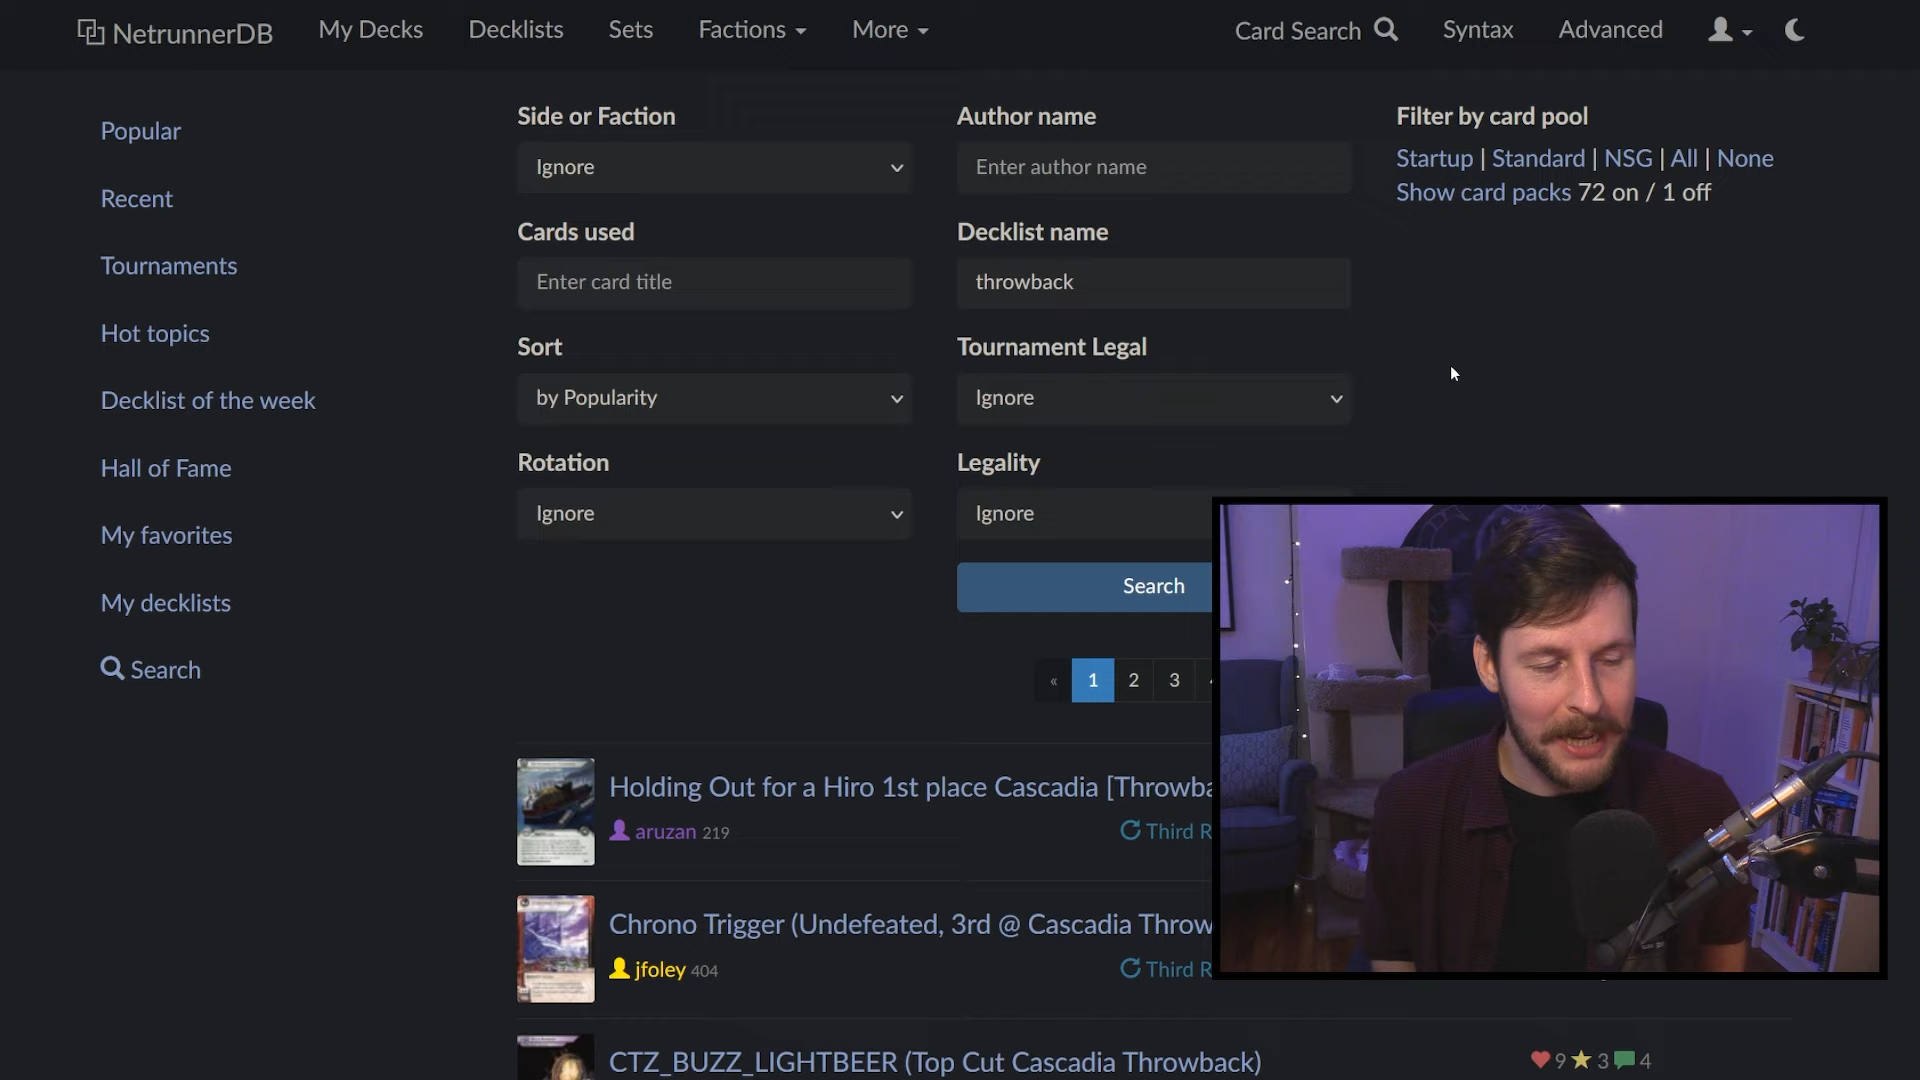 NetrunnerDB My Decks Decklists Sets Factions More Card Search Syntax Advanced
Popular
Recent
Tournaments
Hot topics
Decklist of the week
Hall of Fame
My favorites
My decklists
Search
Side or Faction
Ignore
Cards used
Enter card title
Sort
by Popularity
Rotation
Ignore
Author name
Enter author name
Decklist name
throwback
Tournament Legal
Ignore
Legality
Ignore
Search
Filter by card pool
Startup | Standard | NSG | All | None
Show card packs 72 on / 1 off
« 1 2 3
Holding Out for a Hiro 1st place Cascadia [Throwba
aruzan 219 Third R
Chrono Trigger (Undefeated, 3rd @ Cascadia Throw
jfoley 404 Third R
CTZ_BUZZ_LIGHTBEER (Top Cut Cascadia Throwback) 9 3 4